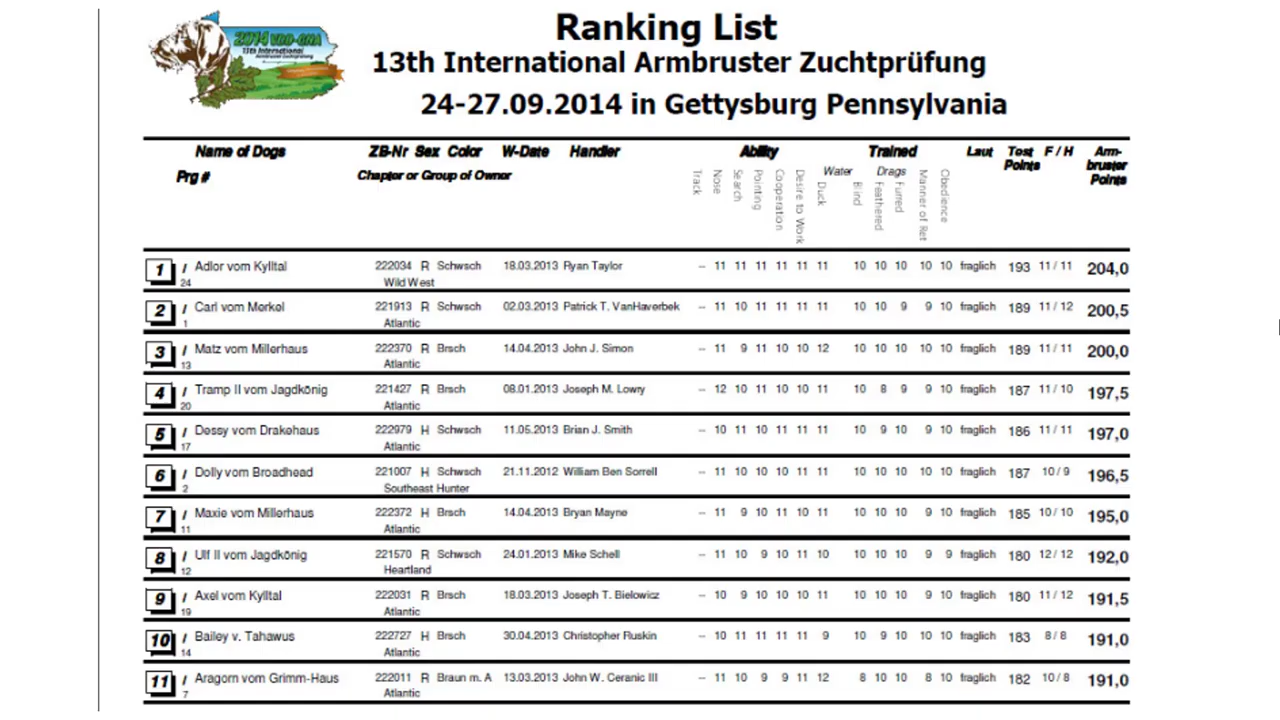 2014 VDD-GNA
13th International
Armbruster Zuchtprüfung
Ranking List
13th International Armbruster Zuchtprüfung
24-27.09.2014 in Gettysburg Pennsylvania
Name of Dogs ZB-Nr Sex Color W-Date Handler Ability Trained Laut Test Points F / H Arm-bruster Points
Prg # Chapter or Group of Owner Water Drags
Track Nose Search Pointing Cooperation Desire to Work Duck Blind Feathered Furred Manner of Ret Obedience
1 / Adlor vom Kylltal 222034 R Schwsch 18.03.2013 Ryan Taylor -- 11 11 11 11 11 11 10 10 10 10 10 fraglich 193 11 / 11 204,0
24 Wild West
2 / Carl vom Merkel 221913 R Schwsch 02.03.2013 Patrick T. VanHaverbek -- 11 10 11 11 11 11 10 10 9 9 10 fraglich 189 11 / 12 200,5
1 Atlantic
3 / Matz vom Millerhaus 222370 R Brsch 14.04.2013 John J. Simon -- 11 9 11 10 10 12 10 10 10 10 10 fraglich 189 11 / 11 200,0
13 Atlantic
4 / Tramp II vom Jagdkönig 221427 R Brsch 08.01.2013 Joseph M. Lowry -- 12 10 11 10 10 11 10 8 9 9 10 fraglich 187 11 / 10 197,5
20 Atlantic
5 / Dessy vom Drakehaus 222979 H Schwsch 11.05.2013 Brian J. Smith -- 10 11 10 11 11 11 10 9 10 9 10 fraglich 186 11 / 11 197,0
17 Atlantic
6 / Dolly vom Broadhead 221007 H Schwsch 21.11.2012 William Ben Sorrell -- 11 10 10 10 11 11 10 10 10 10 10 fraglich 187 10 / 9 196,5
2 Southeast Hunter
7 / Maxie vom Millerhaus 222372 H Brsch 14.04.2013 Bryan Mayne -- 11 9 10 11 10 11 10 10 10 9 10 fraglich 185 10 / 10 195,0
11 Atlantic
8 / Ulf II vom Jagdkönig 221570 R Schwsch 24.01.2013 Mike Schell -- 11 10 9 10 11 10 10 10 10 9 9 fraglich 180 12 / 12 192,0
12 Heartland
9 / Axel vom Kylltal 222031 R Brsch 18.03.2013 Joseph T. Bielowicz -- 10 9 10 10 10 11 10 10 10 9 10 fraglich 180 11 / 12 191,5
19 Atlantic
10 / Bailey v. Tahawus 222727 H Brsch 30.04.2013 Christopher Ruskin -- 10 11 11 11 11 9 10 9 10 10 10 fraglich 183 8 / 8 191,0
14 Atlantic
11 / Aragorn vom Grimm-Haus 222011 R Braun m. A 13.03.2013 John W. Ceranic III -- 11 10 9 9 11 12 8 10 10 8 10 fraglich 182 10 / 8 191,0
7 Atlantic